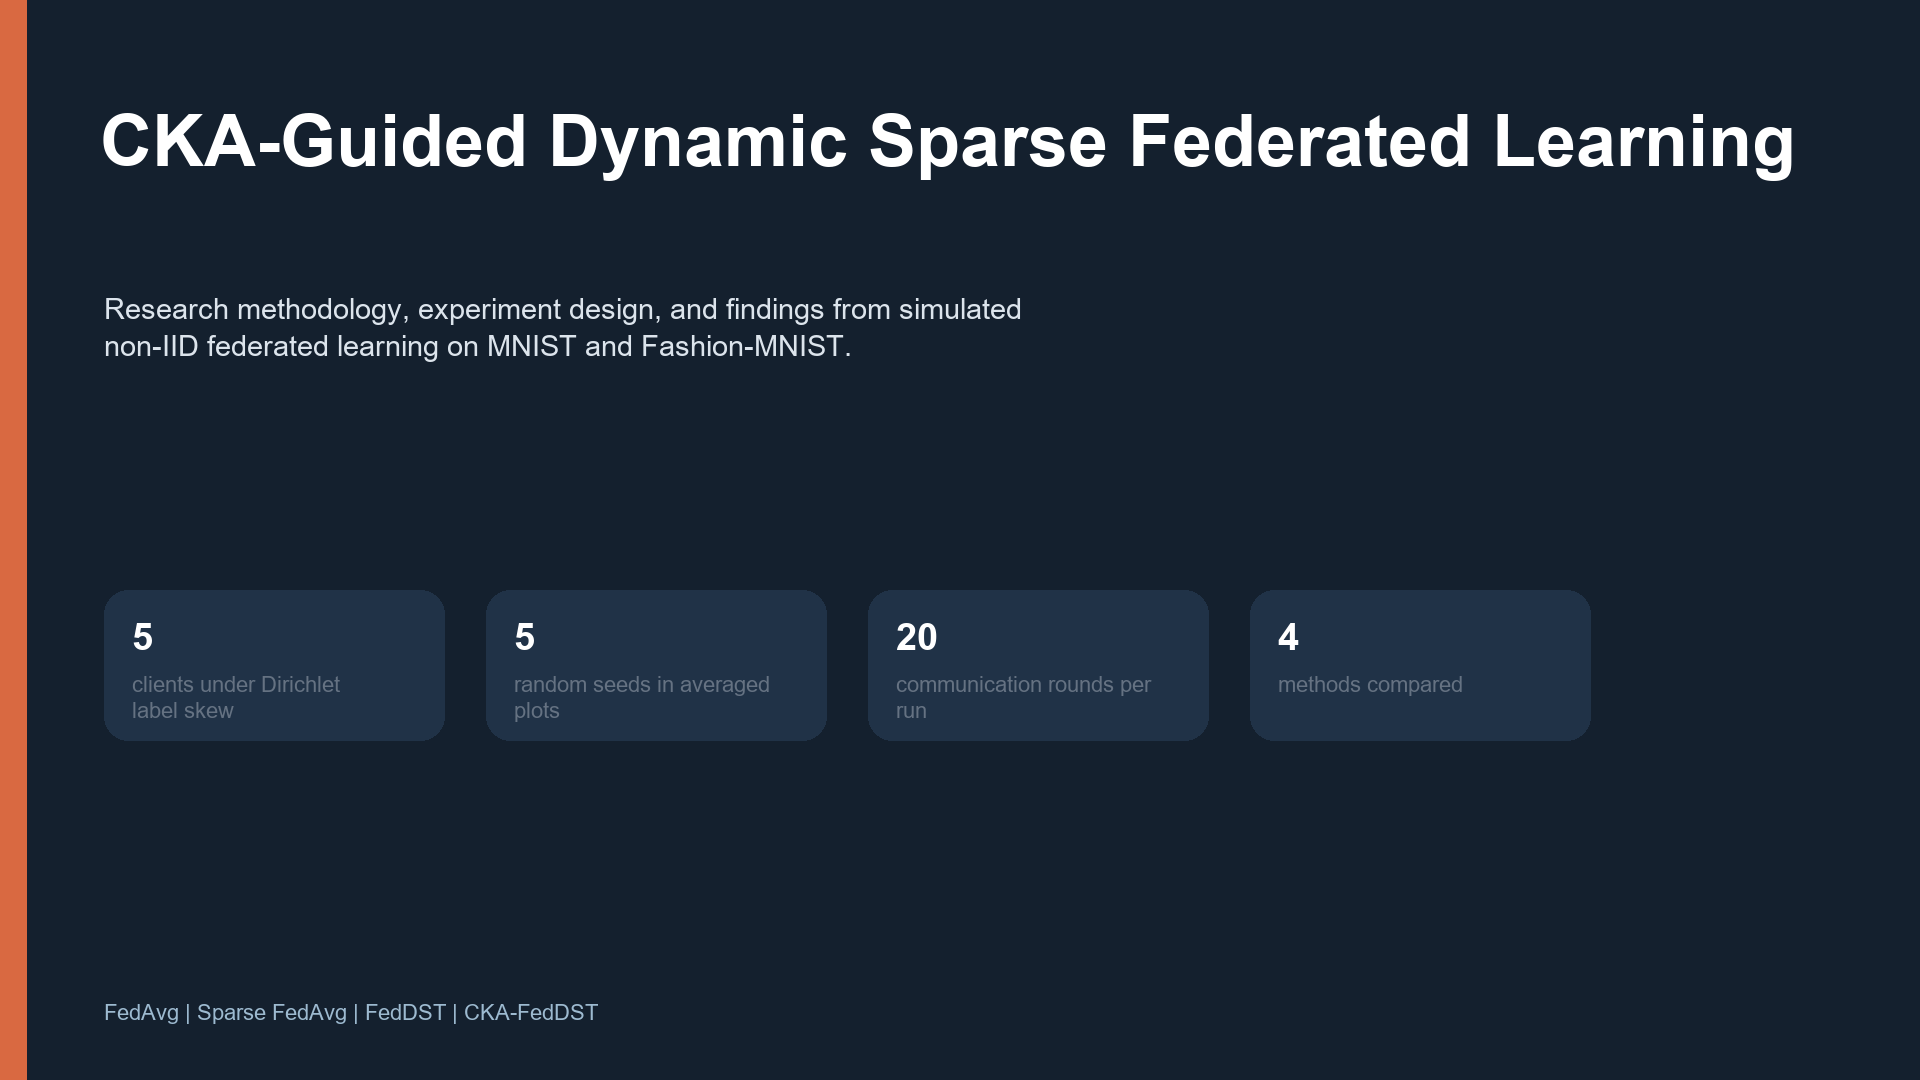 CKA-Guided Dynamic Sparse Federated Learning
Research methodology, experiment design, and findings from simulated
non-IID federated learning on MNIST and Fashion-MNIST.
5
clients under Dirichlet
label skew
5
random seeds in averaged
plots
20
communication rounds per
run
4
methods compared
FedAvg | Sparse FedAvg | FedDST | CKA-FedDST